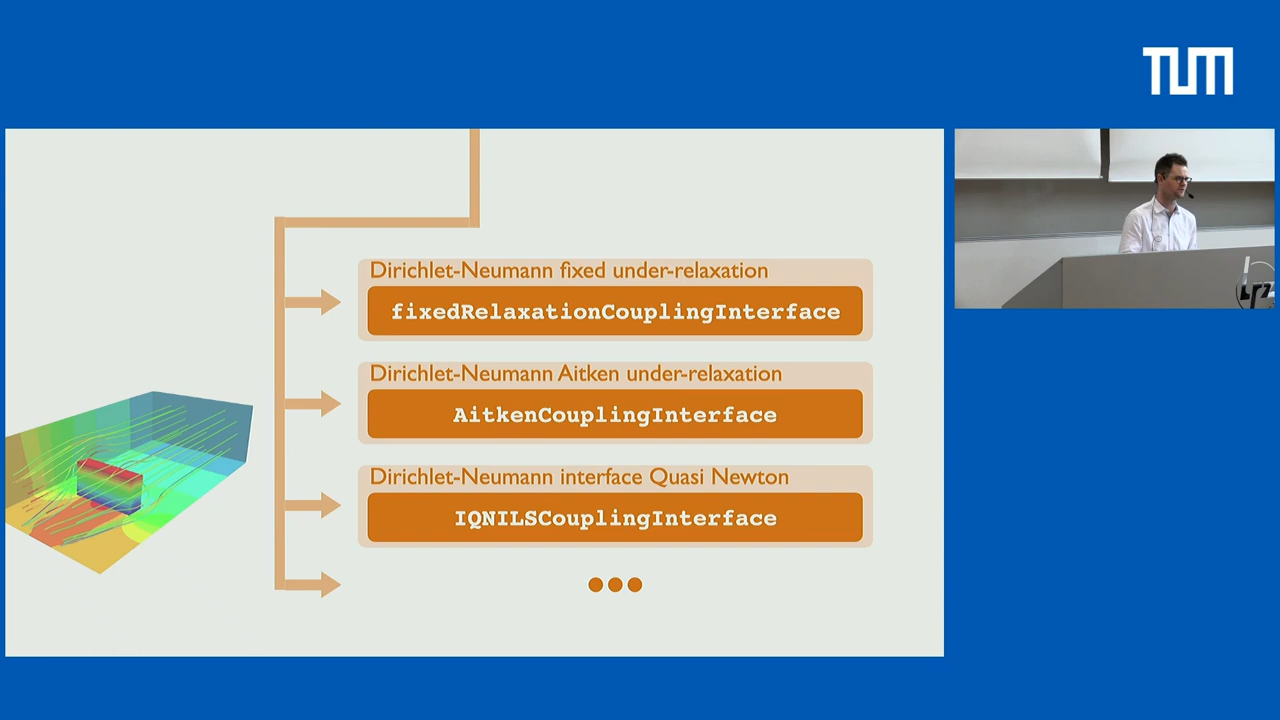 TUM
Dirichlet-Neumann fixed under-relaxation
fixedRelaxationCouplingInterface
Dirichlet-Neumann Aitken under-relaxation
AitkenCouplingInterface
Dirichlet-Neumann interface Quasi Newton
IQNILSCouplingInterface
lrz